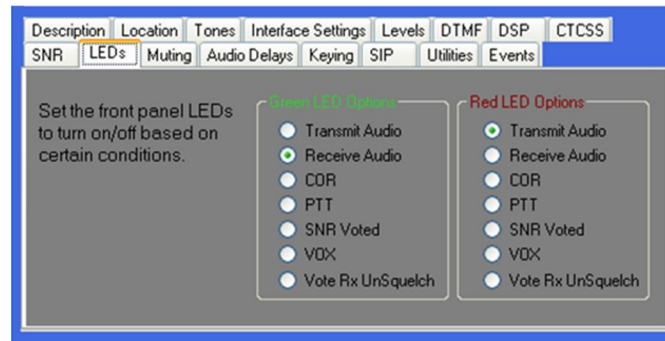 Description Location Tones Interface Settings Levels DTMF DSP CTCSS
SNR LEDs Muting Audio Delays Keying SIP Utilities Events
Set the front panel LEDs
to turn on/off based on
certain conditions.
Green LED Options
Transmit Audio
Receive Audio
COR
PTT
SNR Voted
VOX
Vote Rx UnSquelch
Red LED Options
Transmit Audio
Receive Audio
COR
PTT
SNR Voted
VOX
Vote Rx UnSquelch